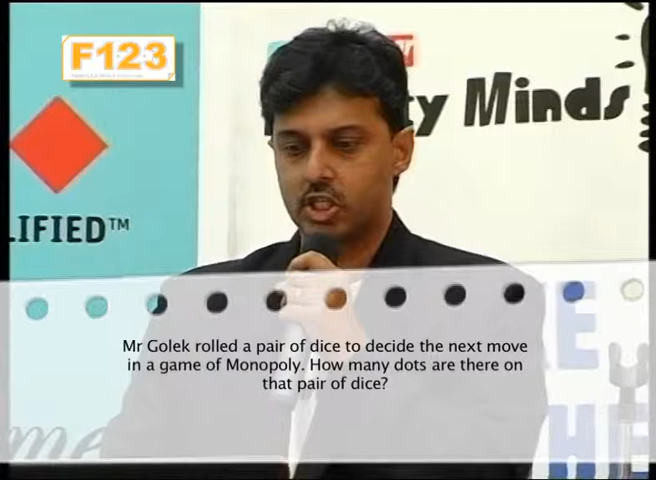 F123
Minds
LIFIED™
Mr Golek rolled a pair of dice to decide the next move
in a game of Monopoly. How many dots are there on
that pair of dice?